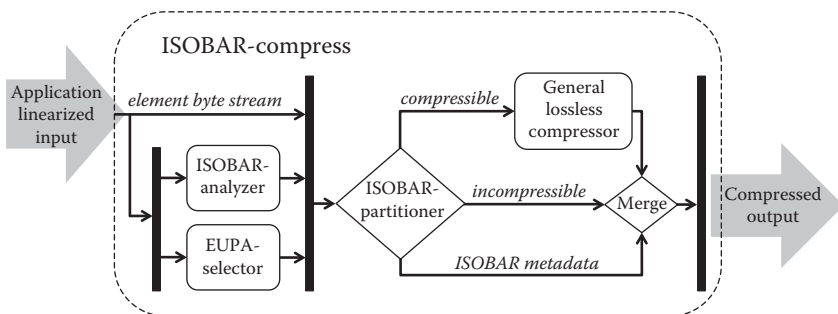 ISOBAR-compress
Application
linearized
input
element byte stream
ISOBAR-
analyzer
EUPA-
selector
compressible
General
lossless
compressor
ISOBAR-
partitioner
incompressible
Merge
ISOBAR metadata
Compressed
output